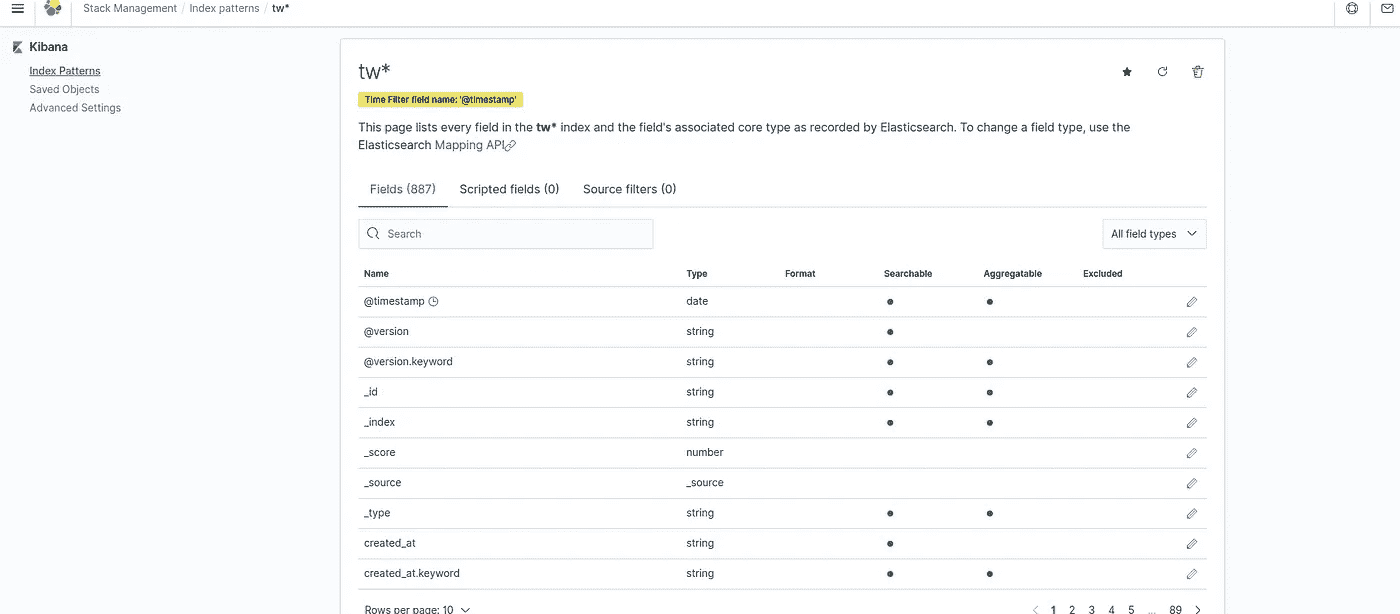 Stack Management / Index patterns / tw*
Kibana
Index Patterns
Saved Objects
Advanced Settings
tw*
Time Filter field name: '@timestamp'
This page lists every field in the tw* index and the field's associated core type as recorded by Elasticsearch. To change a field type, use the
Elasticsearch Mapping API
Fields (887) Scripted fields (0) Source filters (0)
Search All field types
Name Type Format Searchable Aggregatable Excluded
@timestamp date
@version string
@version.keyword string
_id string
_index string
_score number
_source _source
_type string
created_at string
created_at.keyword string
Rows per page: 10 1 2 3 4 5 ... 89